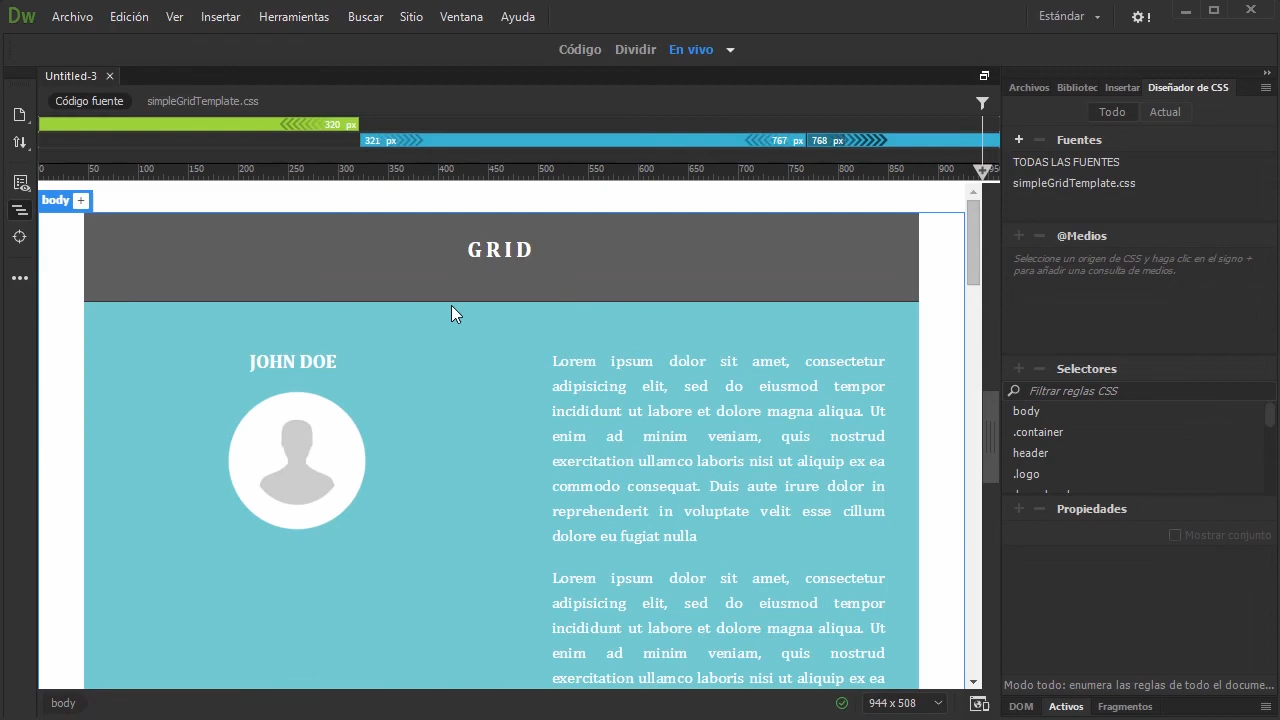 Dw Archivo Edición Ver Insertar Herramientas Buscar Sitio Ventana Ayuda Estándar !
Código Dividir En vivo
Untitled-3
Código fuente simpleGridTemplate.css
320 px
321 px 767 px 768 px
0 50 100 150 200 250 300 350 400 450 500 550 600 650 700 750 800 850 900
body +
GRID
JOHN DOE
Lorem ipsum dolor sit amet, consectetur
adipisicing elit, sed do eiusmod tempor
incididunt ut labore et dolore magna aliqua. Ut
enim ad minim veniam, quis nostrud
exercitation ullamco laboris nisi ut aliquip ex ea
commodo consequat. Duis aute irure dolor in
reprehenderit in voluptate velit esse cillum
dolore eu fugiat nulla
Lorem ipsum dolor sit amet, consectetur
adipisicing elit, sed do eiusmod tempor
incididunt ut labore et dolore magna aliqua. Ut
enim ad minim veniam, quis nostrud
exercitation ullamco laboris nisi ut aliquip ex ea
body 944 x 508
Archivos Bibliotec Insertar Diseñador de CSS
Todo Actual
Fuentes
TODAS LAS FUENTES
simpleGridTemplate.css
@Medios
Seleccione un origen de CSS y haga clic en el signo +
para añadir una consulta de medios.
Selectores
Filtrar reglas CSS
body
.container
header
.logo
Propiedades
Mostrar conjunto
Modo todo: enumera las reglas de todo el docume...
DOM Activos Fragmentos